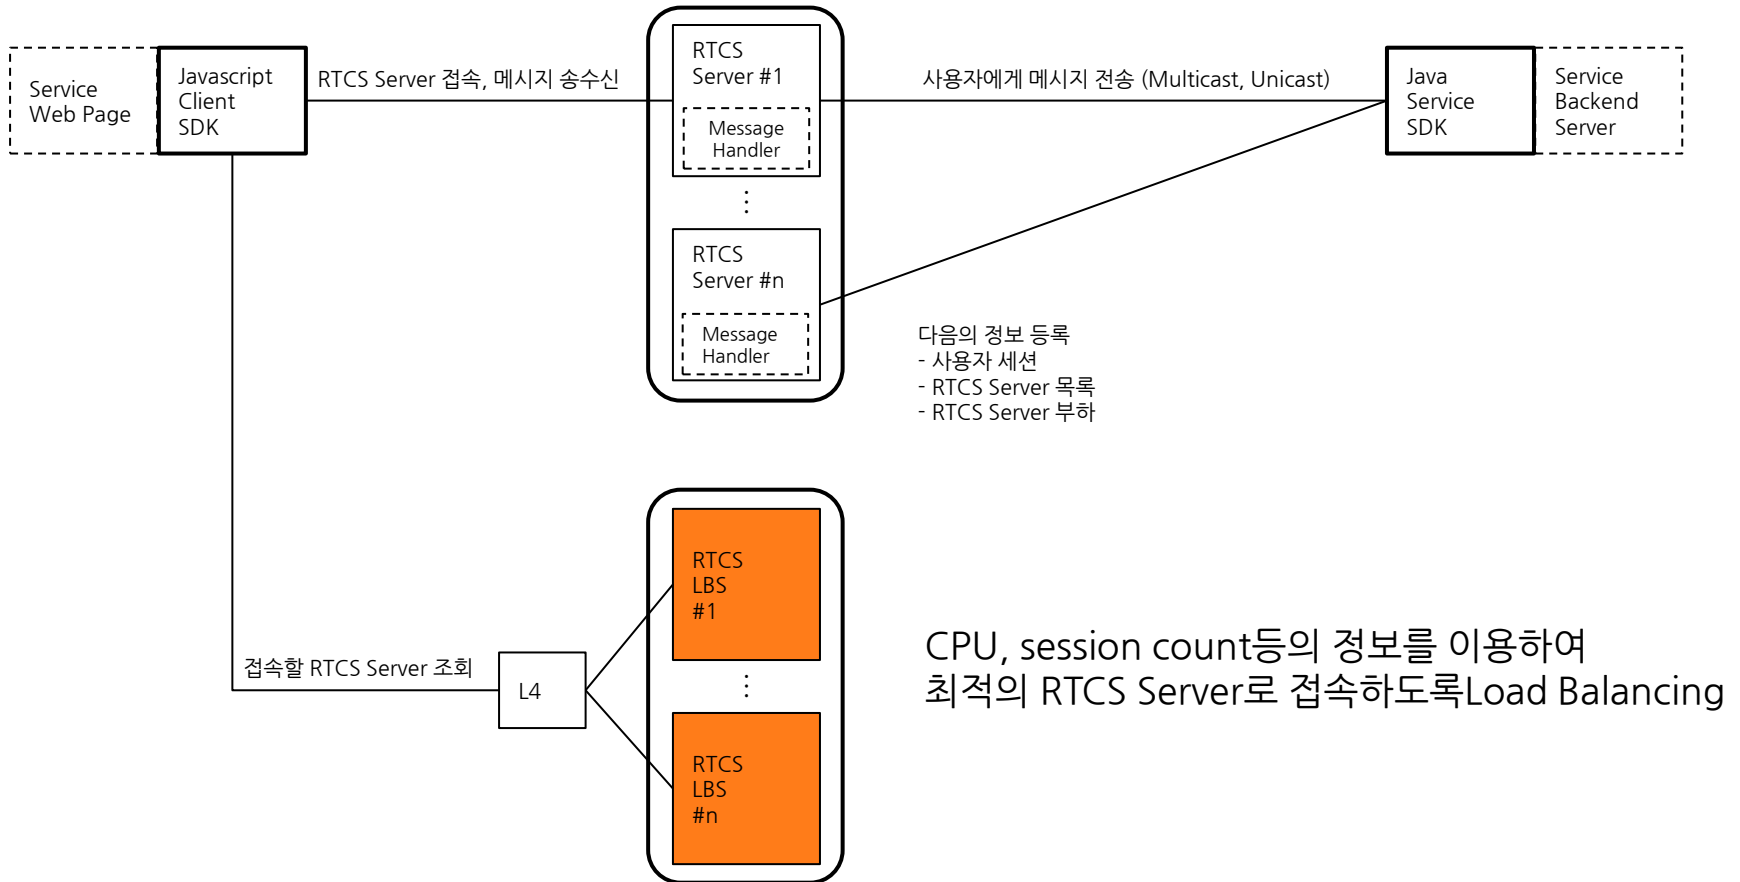 Service
Web Page
Javascript
Client
SDK
RTCS Server 접속, 메시지 송수신
RTCS
Server #1
Message
Handler
사용자에게 메시지 전송 (Multicast, Unicast)
Java
Service
SDK
Service
Backend
Server
RTCS
Server #n
Message
Handler
다음의 정보 등록
- 사용자 세션
- RTCS Server 목록
- RTCS Server 부하
RTCS
LBS
#1
접속할 RTCS Server 조회
L4
RTCS
LBS
#n
CPU, session count등의 정보를 이용하여
최적의 RTCS Server로 접속하도록Load Balancing